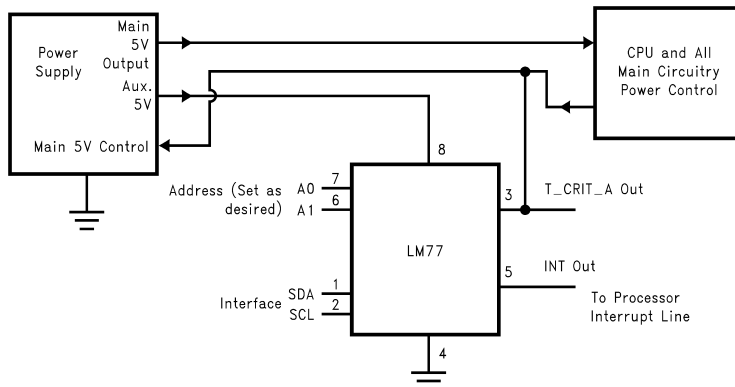 Main
5V
Output
Power
Supply
Aux.
5V
Main 5V Control
CPU and All
Main Circuitry
Power Control
8
Address (Set as
desired)
A0
7
A1
6
3
T_CRIT_A Out
LM77
5
INT Out
To Processor
Interrupt Line
Interface
SDA
1
SCL
2
4